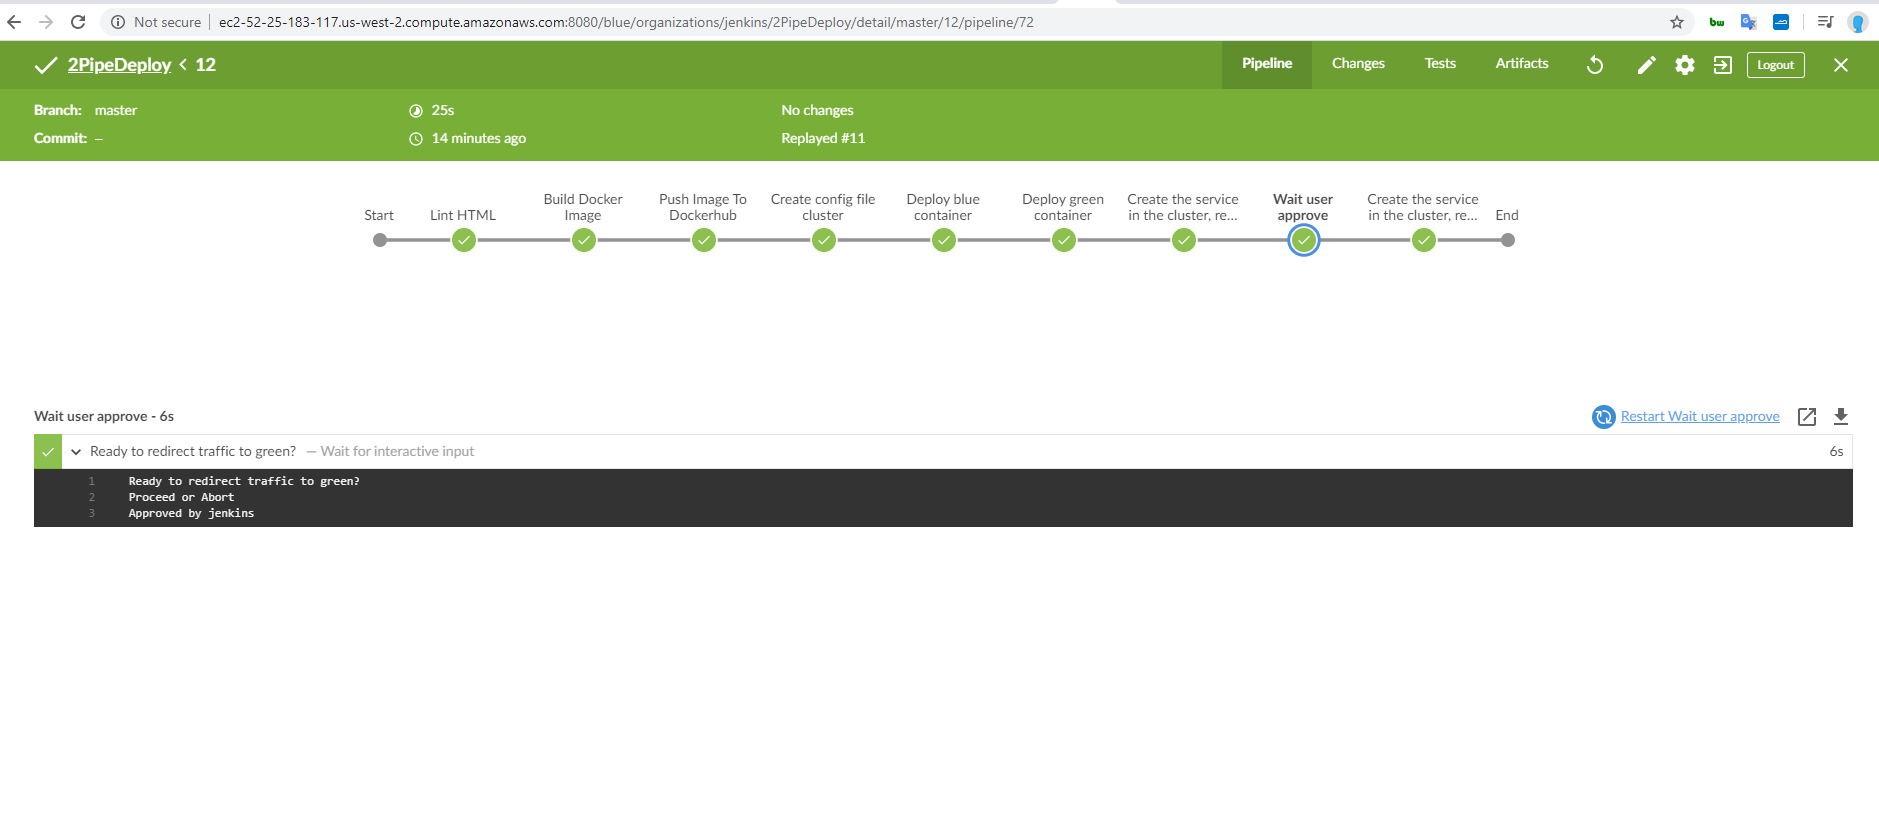 Not secure | ec2-52-25-183-117.us-west-2.compute.amazonaws.com:8080/blue/organizations/jenkins/2PipeDeploy/detail/master/12/pipeline/72
bw
2PipeDeploy < 12
Pipeline Changes Tests Artifacts Logout
Branch: master 25s No changes
Commit: – 14 minutes ago Replayed #11
Start
Lint HTML
Build Docker
Image
Push Image To
Dockerhub
Create config file
cluster
Deploy blue
container
Deploy green
container
Create the service
in the cluster, re...
Wait user
approve
Create the service
in the cluster, re...
End
Wait user approve - 6s
Restart Wait user approve
Ready to redirect traffic to green? — Wait for interactive input 6s
1 Ready to redirect traffic to green?
2 Proceed or Abort
3 Approved by jenkins